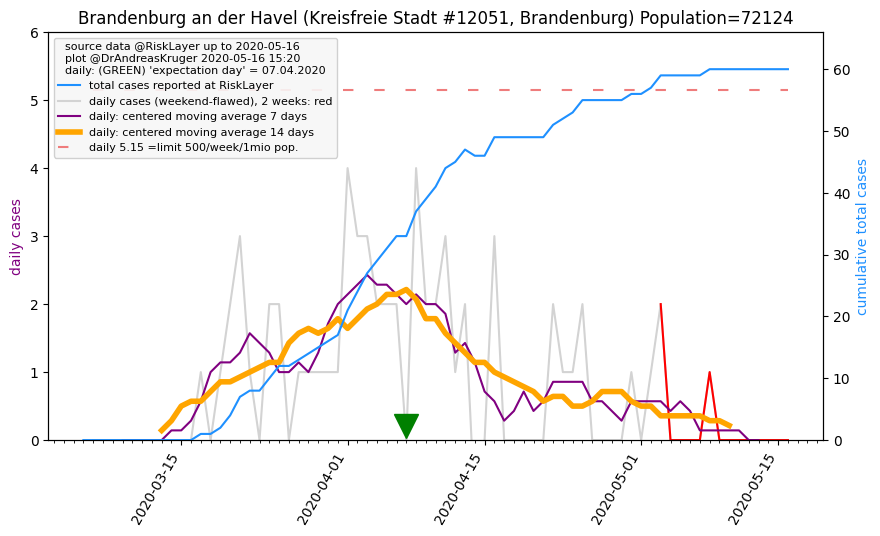 Brandenburg an der Havel (Kreisfreie Stadt #12051, Brandenburg) Population=72124
source data @RiskLayer up to 2020-05-16
plot @DrAndreasKruger 2020-05-16 15:20
daily: (GREEN) 'expectation day' = 07.04.2020
total cases reported at RiskLayer
daily cases (weekend-flawed), 2 weeks: red
daily: centered moving average 7 days
daily: centered moving average 14 days
daily 5.15 =limit 500/week/1mio pop.
daily cases
6
5
4
3
2
1
0
cumulative total cases
60
50
40
30
20
10
0
2020-03-15
2020-04-01
2020-04-15
2020-05-01
2020-05-15